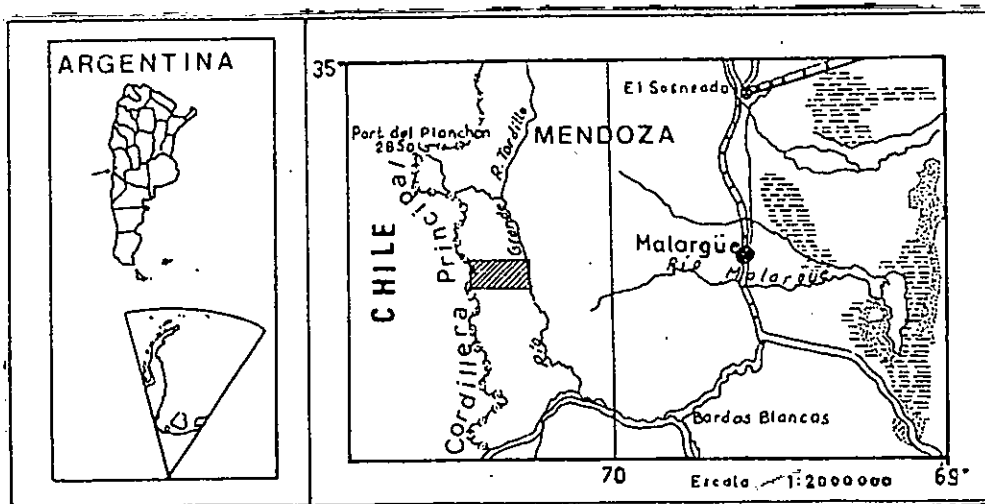 ARGENTINA
35°
El Sosneado
Port. del Planchon
2850
R. Tordillo
MENDOZA
CHILE
Cordillera Principal
Río Grande
Malargüe
Río Malargüe
Bardas Blancas
70
69°
Escala 1:2000000